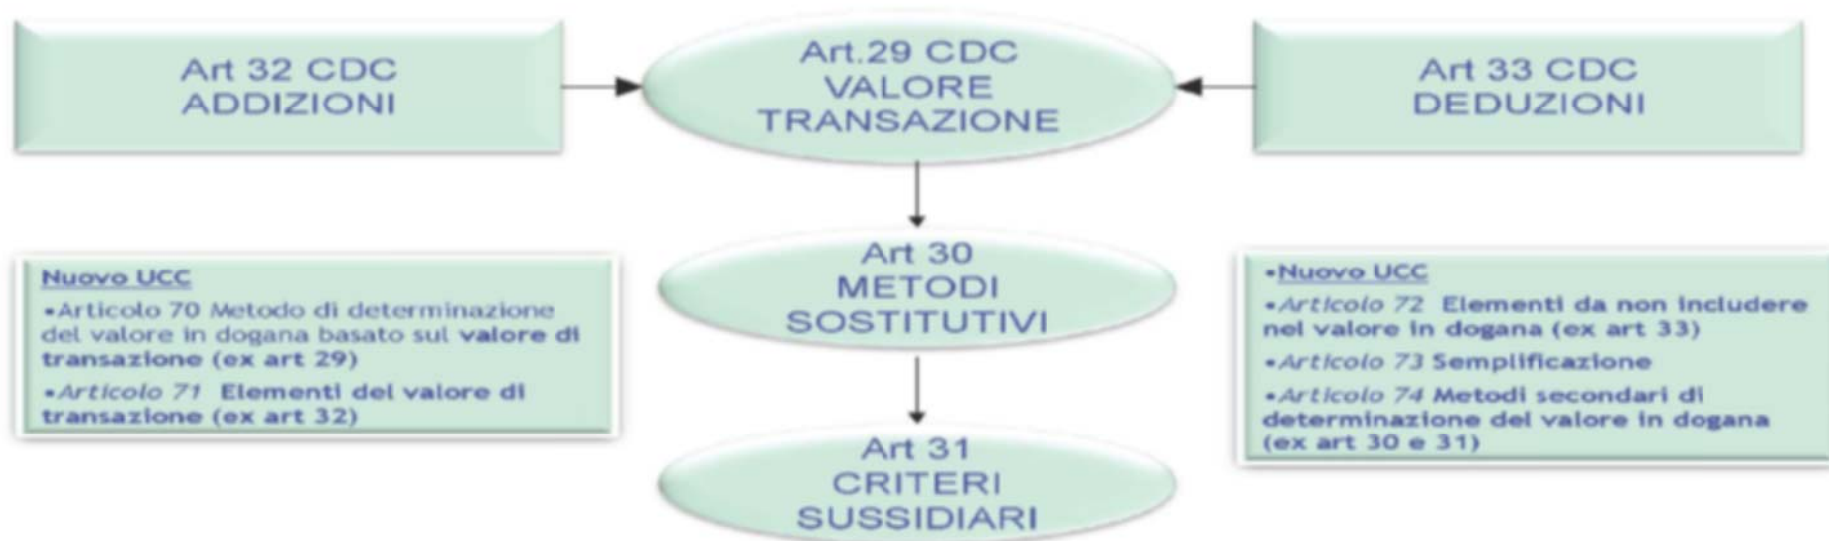 Art 32 CDC
ADDIZIONI
Art.29 CDC
VALORE
TRANSAZIONE
Art 33 CDC
DEDUZIONI
Art 30
METODI
SOSTITUTIVI
Nuovo UCC
•Articolo 70 Metodo di determinazione
del valore in dogana basato sul valore di
transazione (ex art 29)
•Articolo 71 Elementi del valore di
transazione (ex art 32)
•Nuovo UCC
•Articolo 72 Elementi da non includere
nel valore in dogana (ex art 33)
•Articolo 73 Semplificazione
•Articolo 74 Metodi secondari di
determinazione del valore in dogana
(ex art 30 e 31)
Art 31
CRITERI
SUSSIDIARI